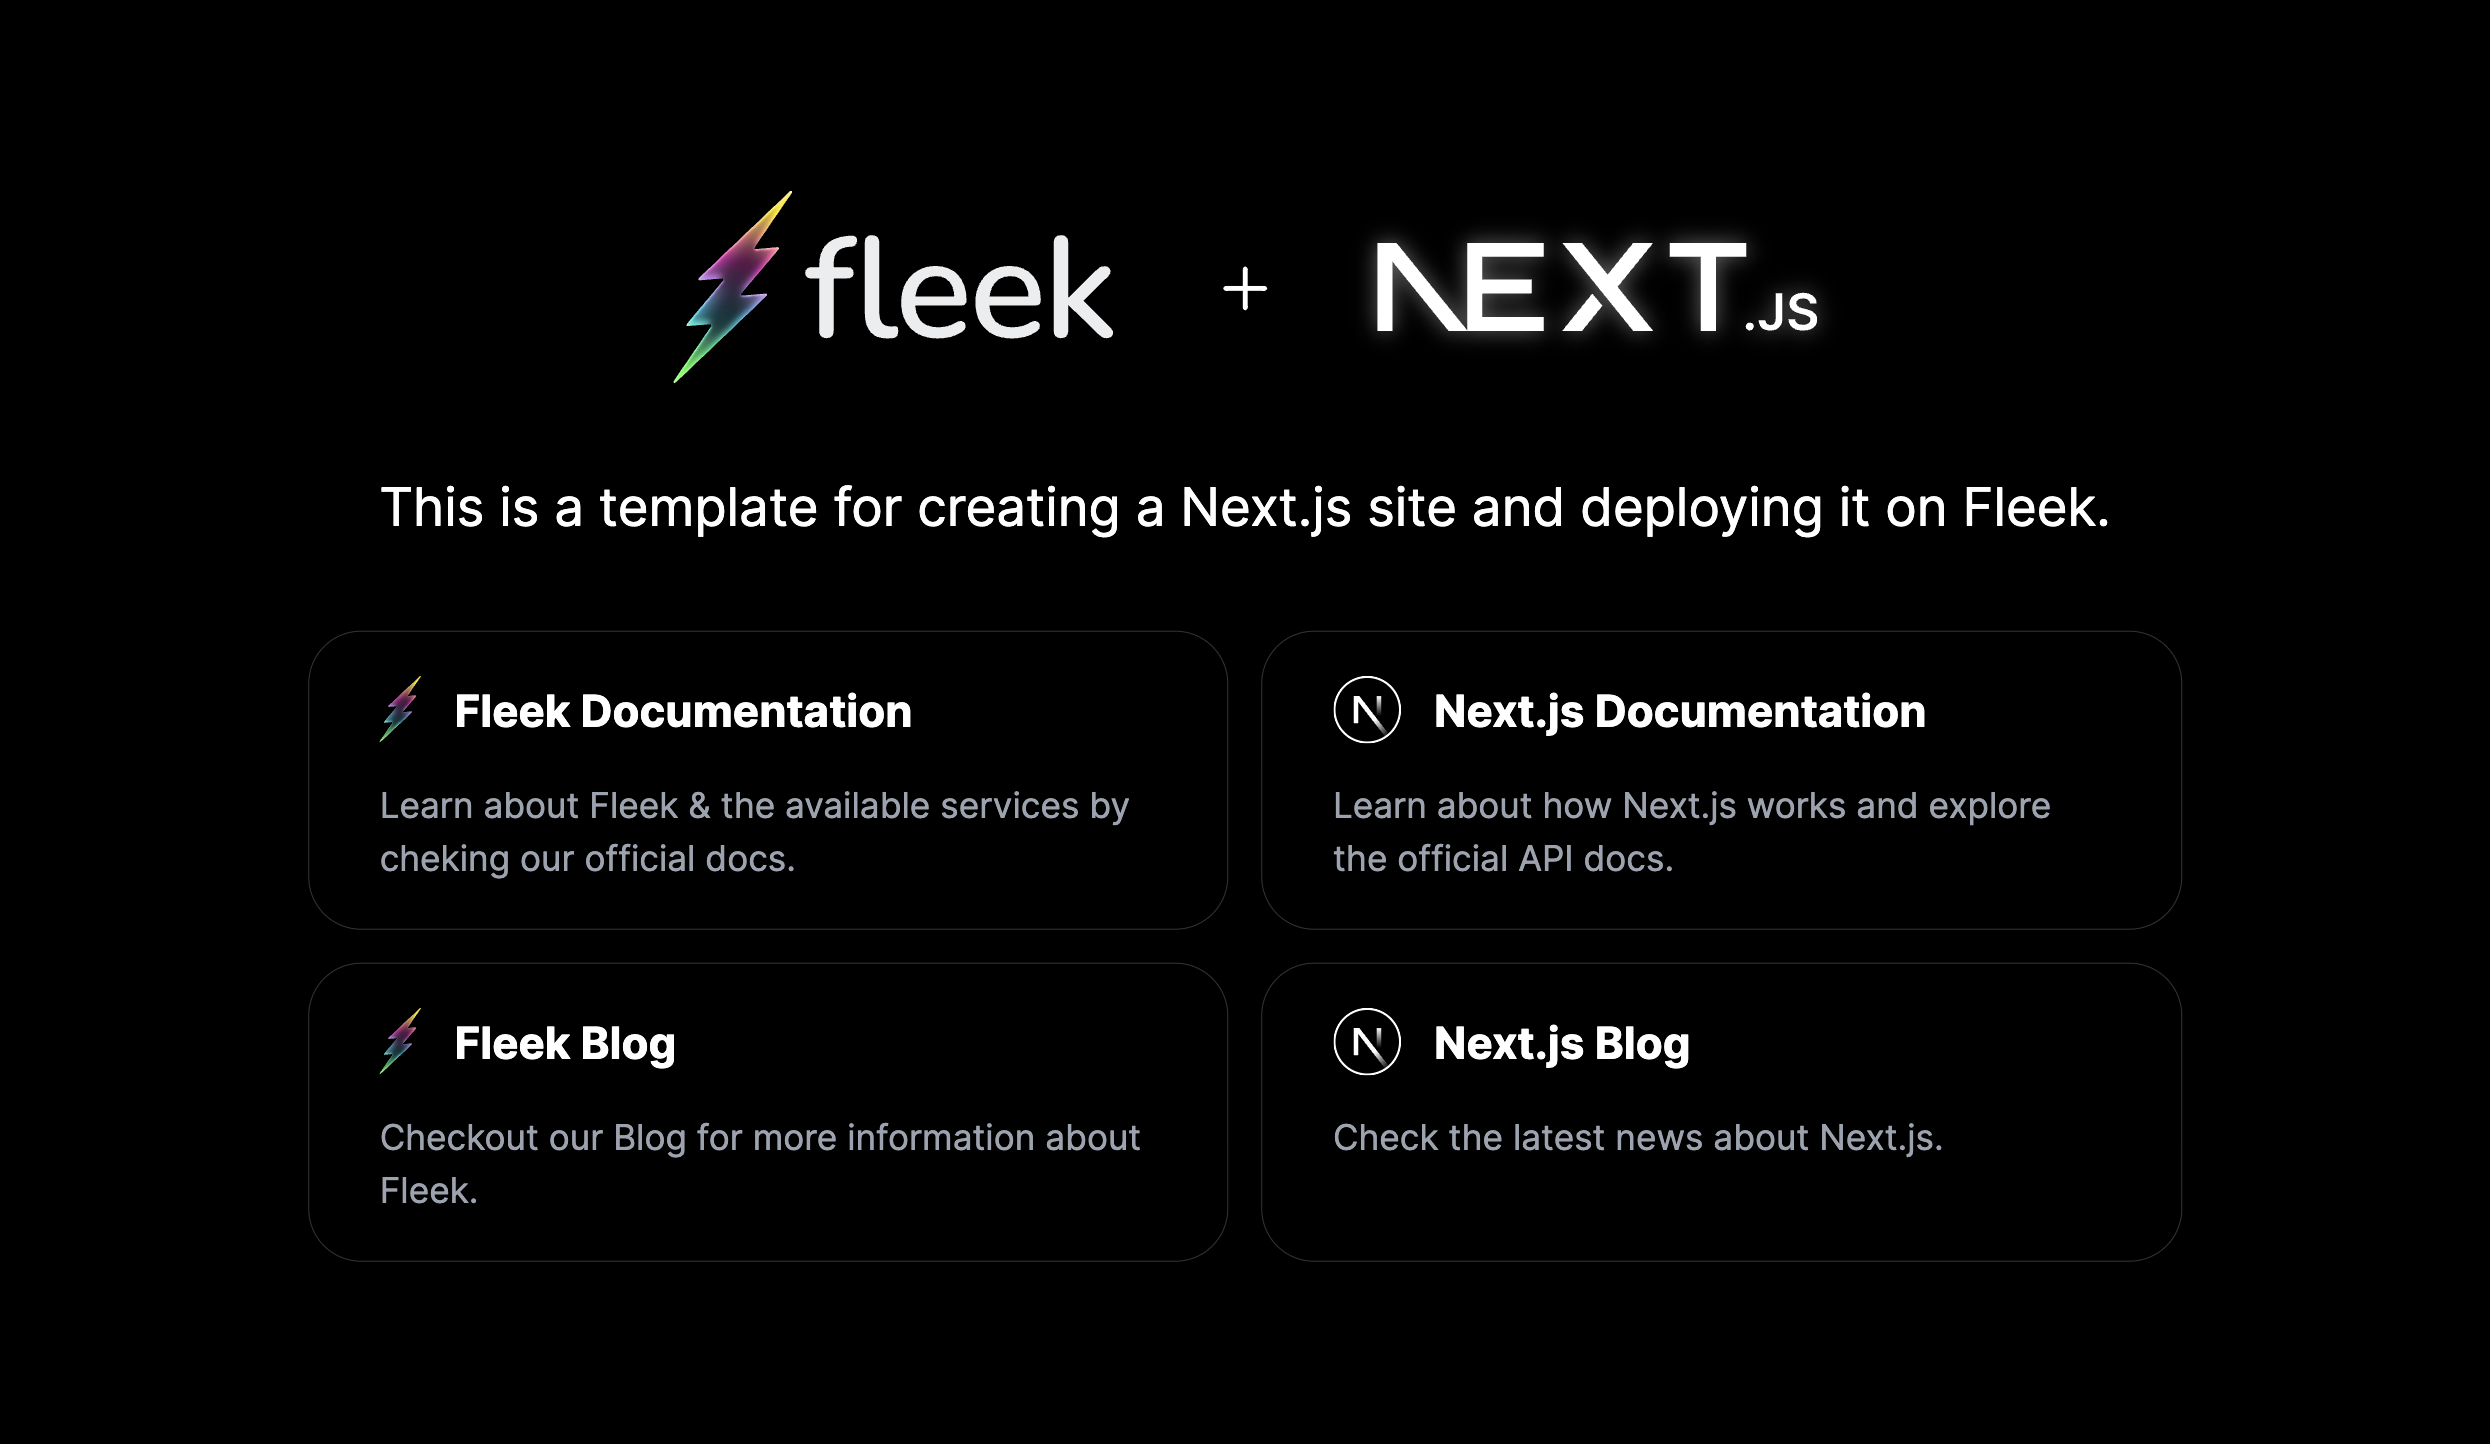 fleek + NEXT.JS
This is a template for creating a Next.js site and deploying it on Fleek.
Fleek Documentation
Learn about Fleek & the available services by
cheking our official docs.
N Next.js Documentation
Learn about how Next.js works and explore
the official API docs.
Fleek Blog
Checkout our Blog for more information about
Fleek.
N Next.js Blog
Check the latest news about Next.js.